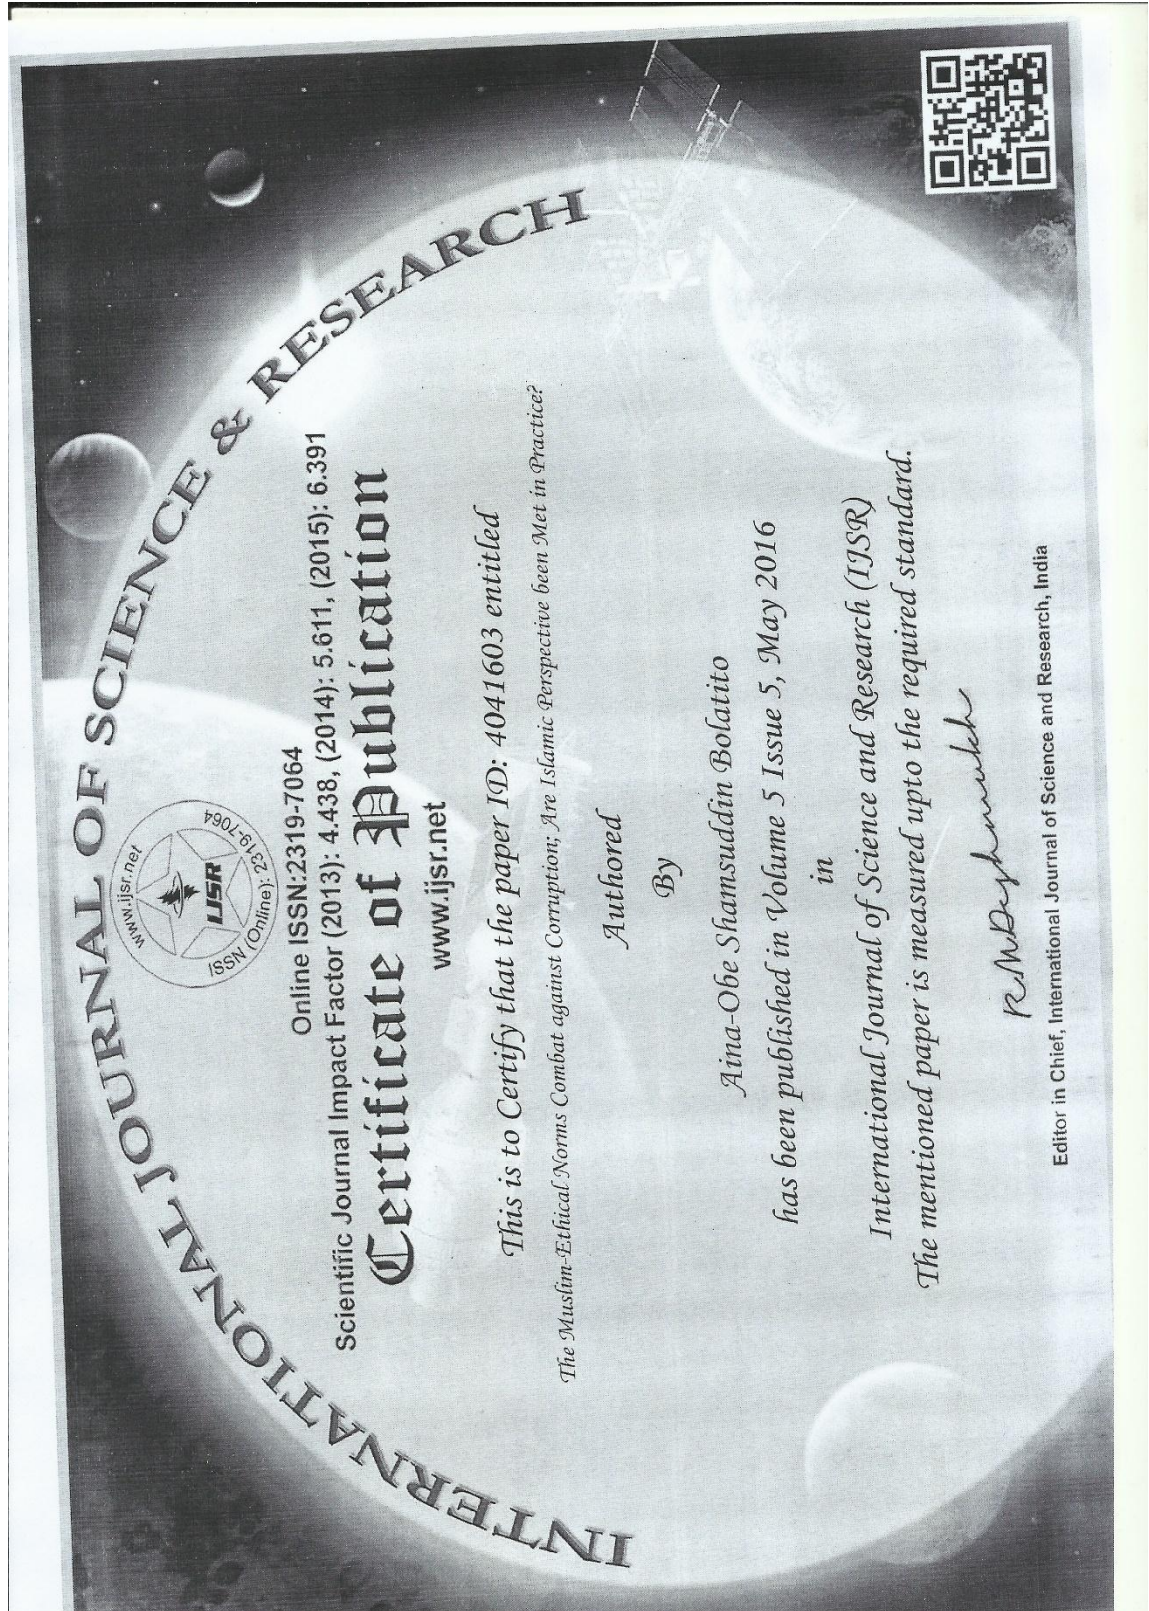 INTERNATIONAL JOURNAL OF SCIENCE & RESEARCH
www.ijsr.net
IJSR
ISSN (Online): 2319-7064
Online ISSN:2319-7064
Scientific Journal Impact Factor (2013): 4.438, (2014): 5.611, (2015): 6.391
Certificate of Publication
www.ijsr.net
This is to Certify that the paper ID: 4041603 entitled
The Muslim-Ethical Norms Combat against Corruption; Are Islamic Perspective been Met in Practice?
Authored
By
Aina-Obe Shamsuddin Bolatito
has been published in Volume 5 Issue 5, May 2016
in
International Journal of Science and Research (IJSR)
The mentioned paper is measured upto the required standard.
Editor in Chief, International Journal of Science and Research, India